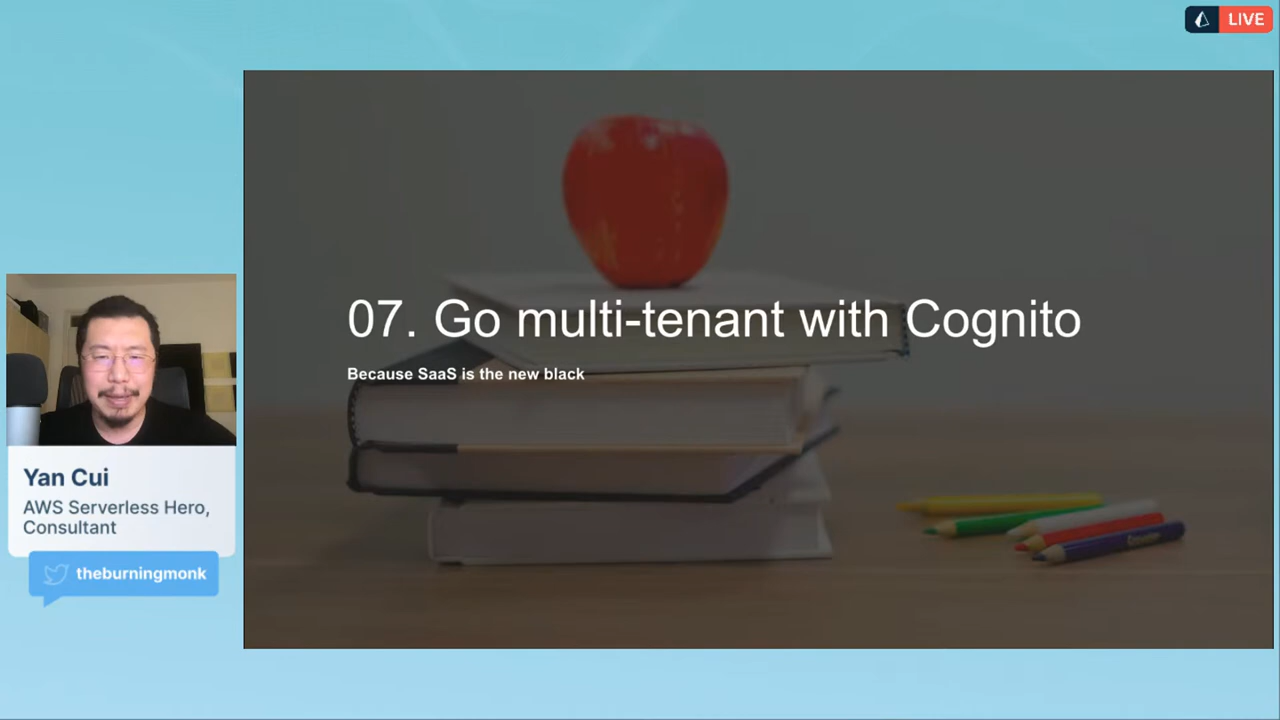 LIVE
07. Go multi-tenant with Cognito
Because SaaS is the new black
Yan Cui
AWS Serverless Hero,
Consultant
theburningmonk